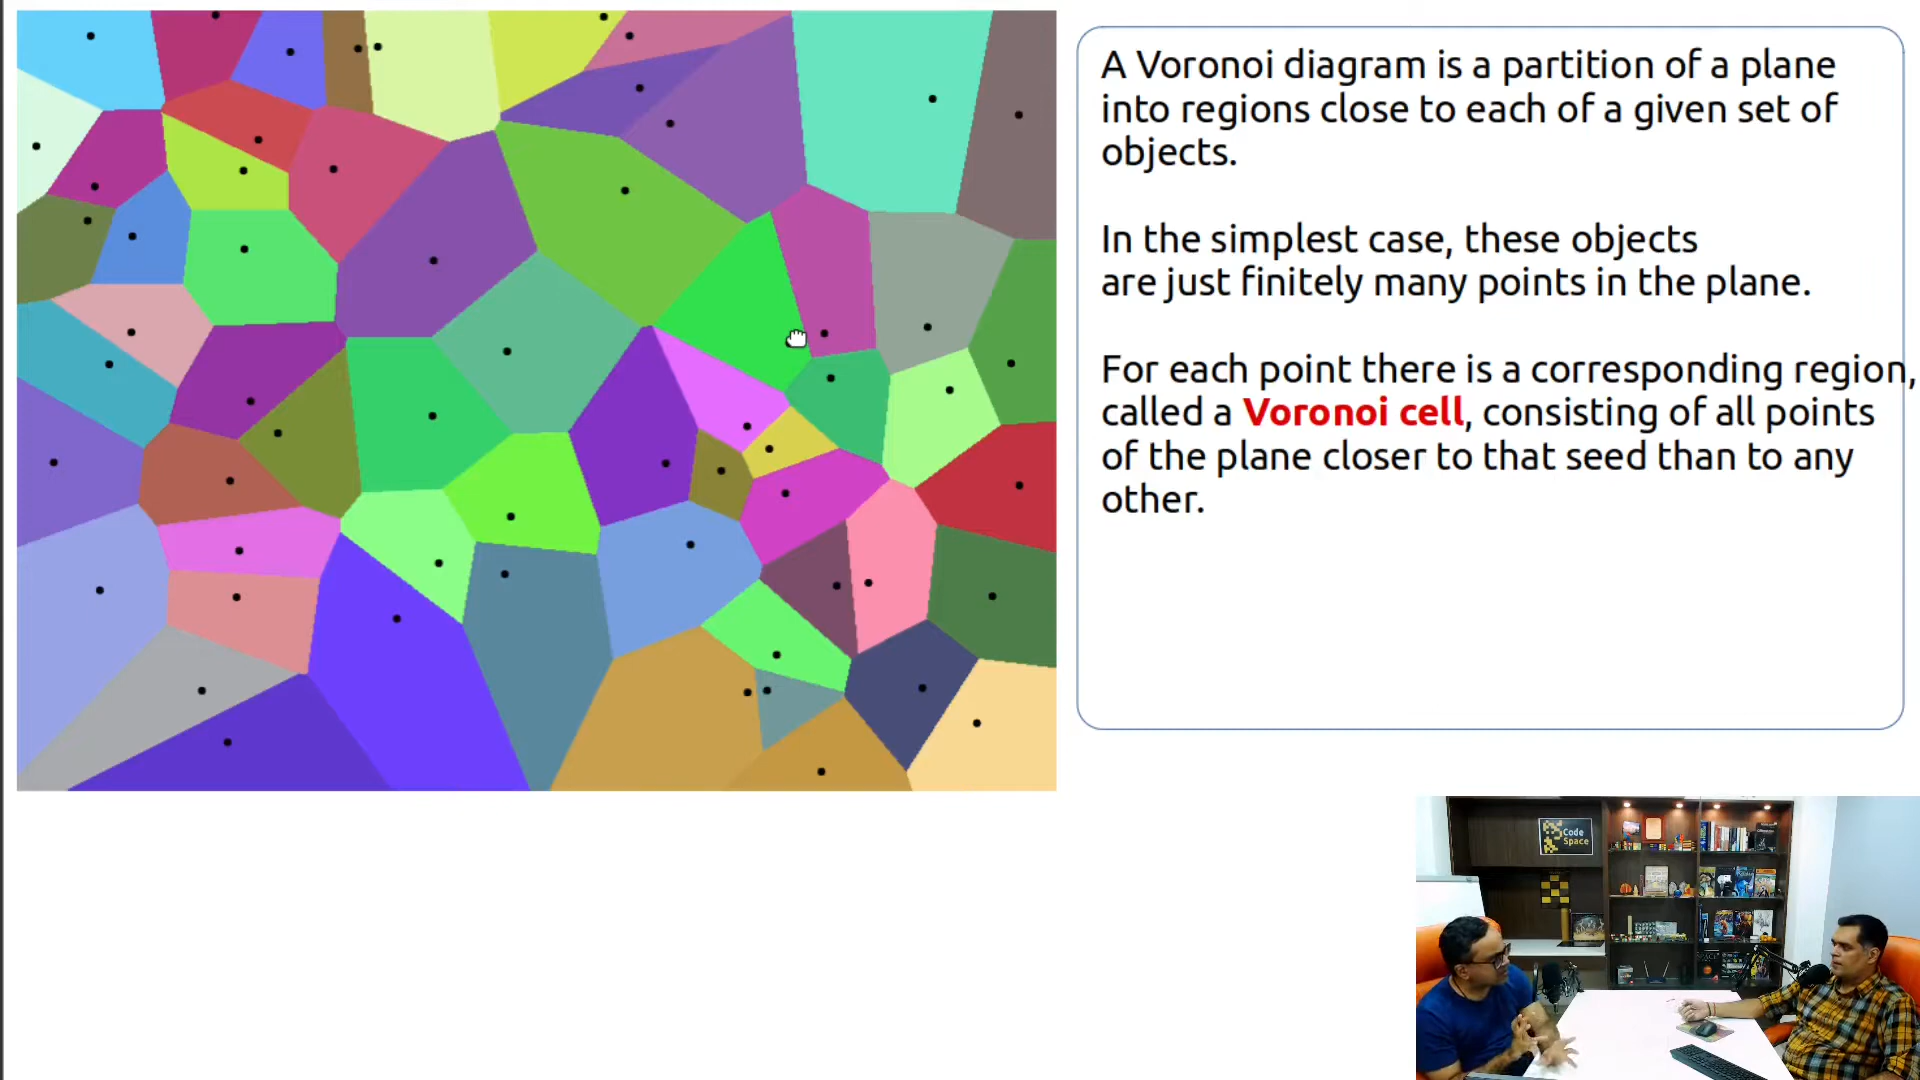 A Voronoi diagram is a partition of a plane
into regions close to each of a given set of
objects.
In the simplest case, these objects
are just finitely many points in the plane.
For each point there is a corresponding region,
called a Voronoi cell, consisting of all points
of the plane closer to that seed than to any
other.
Code
Space